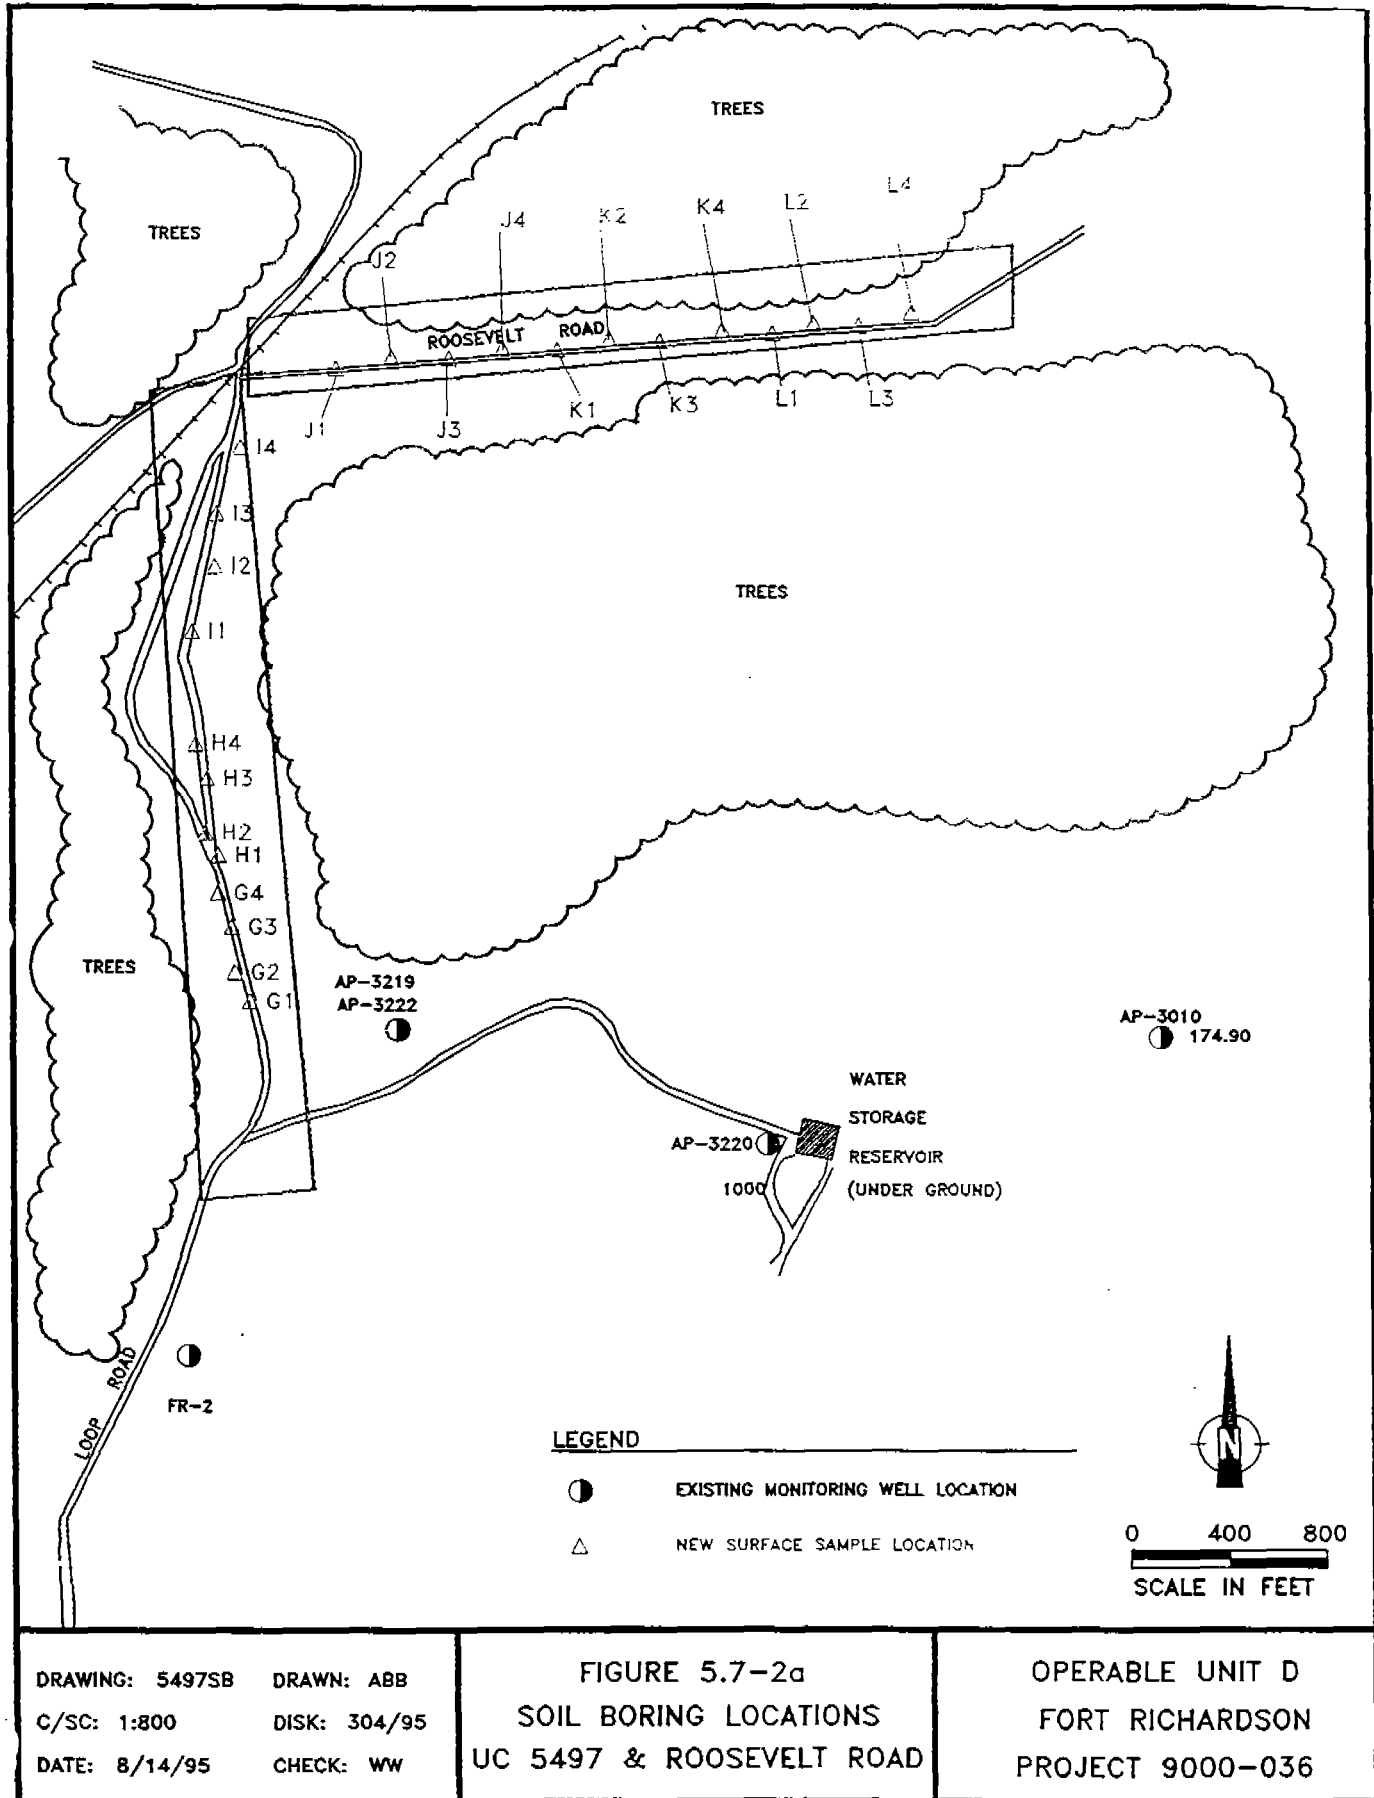 TREES
TREES
L4
L2
K4
K2
J4
J2
ROOSEVELT ROAD
J1
J3
K1
K3
L1
L3
I4
I3
I2
I1
TREES
H4
H3
H2
H1
G4
G3
G2
G1
TREES
AP-3219
AP-3222
AP-3010
174.90
WATER
STORAGE
RESERVOIR
(UNDER GROUND)
AP-3220
1000
LOOP ROAD
FR-2
LEGEND
EXISTING MONITORING WELL LOCATION
NEW SURFACE SAMPLE LOCATION
N
0 400 800
SCALE IN FEET
DRAWING: 5497SB DRAWN: ABB
C/SC: 1:800 DISK: 304/95
DATE: 8/14/95 CHECK: WW
FIGURE 5.7-2a
SOIL BORING LOCATIONS
UC 5497 & ROOSEVELT ROAD
OPERABLE UNIT D
FORT RICHARDSON
PROJECT 9000-036